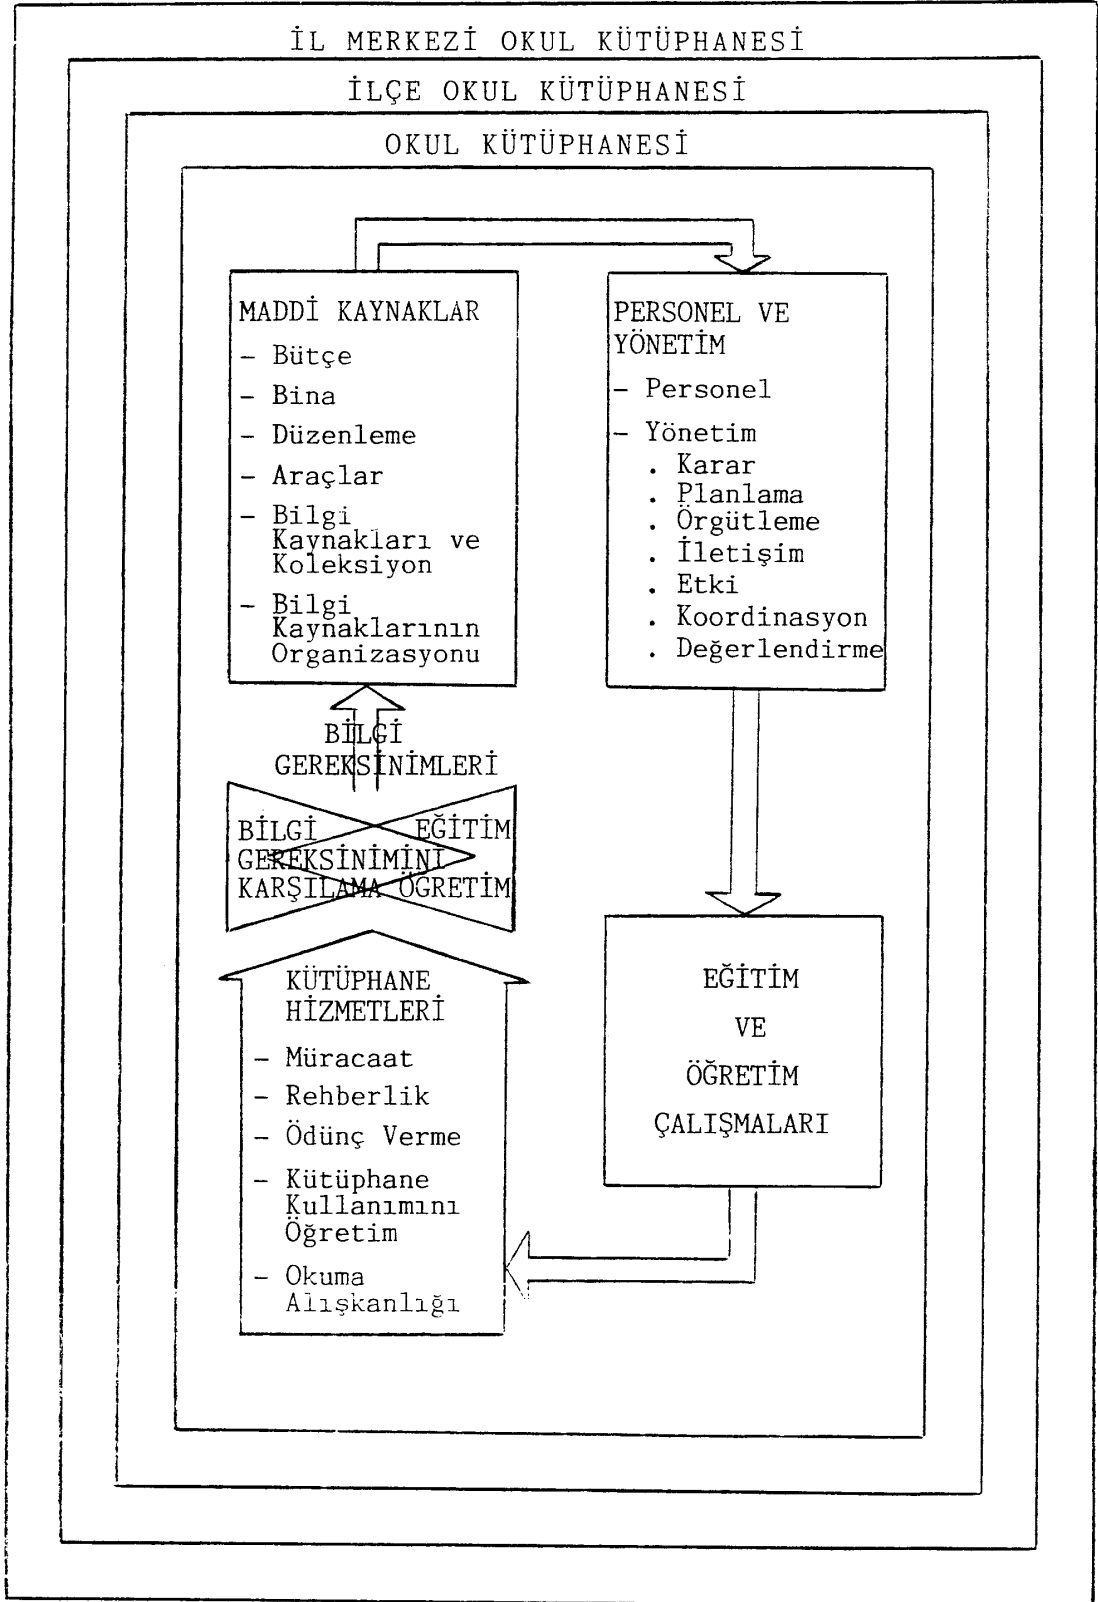 İL MERKEZİ OKUL KÜTÜPHANESİ
İLÇE OKUL KÜTÜPHANESİ
OKUL KÜTÜPHANESİ
MADDİ KAYNAKLAR
– Bütçe
– Bina
– Düzenleme
– Araçlar
– Bilgi
Kaynakları ve
Koleksiyon
– Bilgi
Kaynaklarının
Organizasyonu
PERSONEL VE
YÖNETİM
– Personel
– Yönetim
. Karar
. Planlama
. Örgütleme
. İletişim
. Etki
. Koordinasyon
. Değerlendirme
BİLGİ
GEREKSİNİMLERİ
BİLGİ
GEREKSİNİMİNİ
KARŞILAMA
EĞİTİM
ÖĞRETİM
KÜTÜPHANE
HİZMETLERİ
– Müracaat
– Rehberlik
– Ödünç Verme
– Kütüphane
Kullanımını
Öğretim
– Okuma
Alışkanlığı
EĞİTİM
VE
ÖĞRETİM
ÇALIŞMALARI